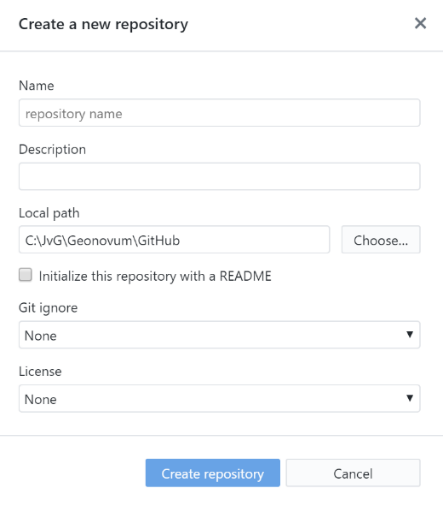 Create a new repository
Name
repository name
Description
Local path
C:\JvG\Geonovum\GitHub
Choose...
Initialize this repository with a README
Git ignore
None
License
None
Create repository
Cancel